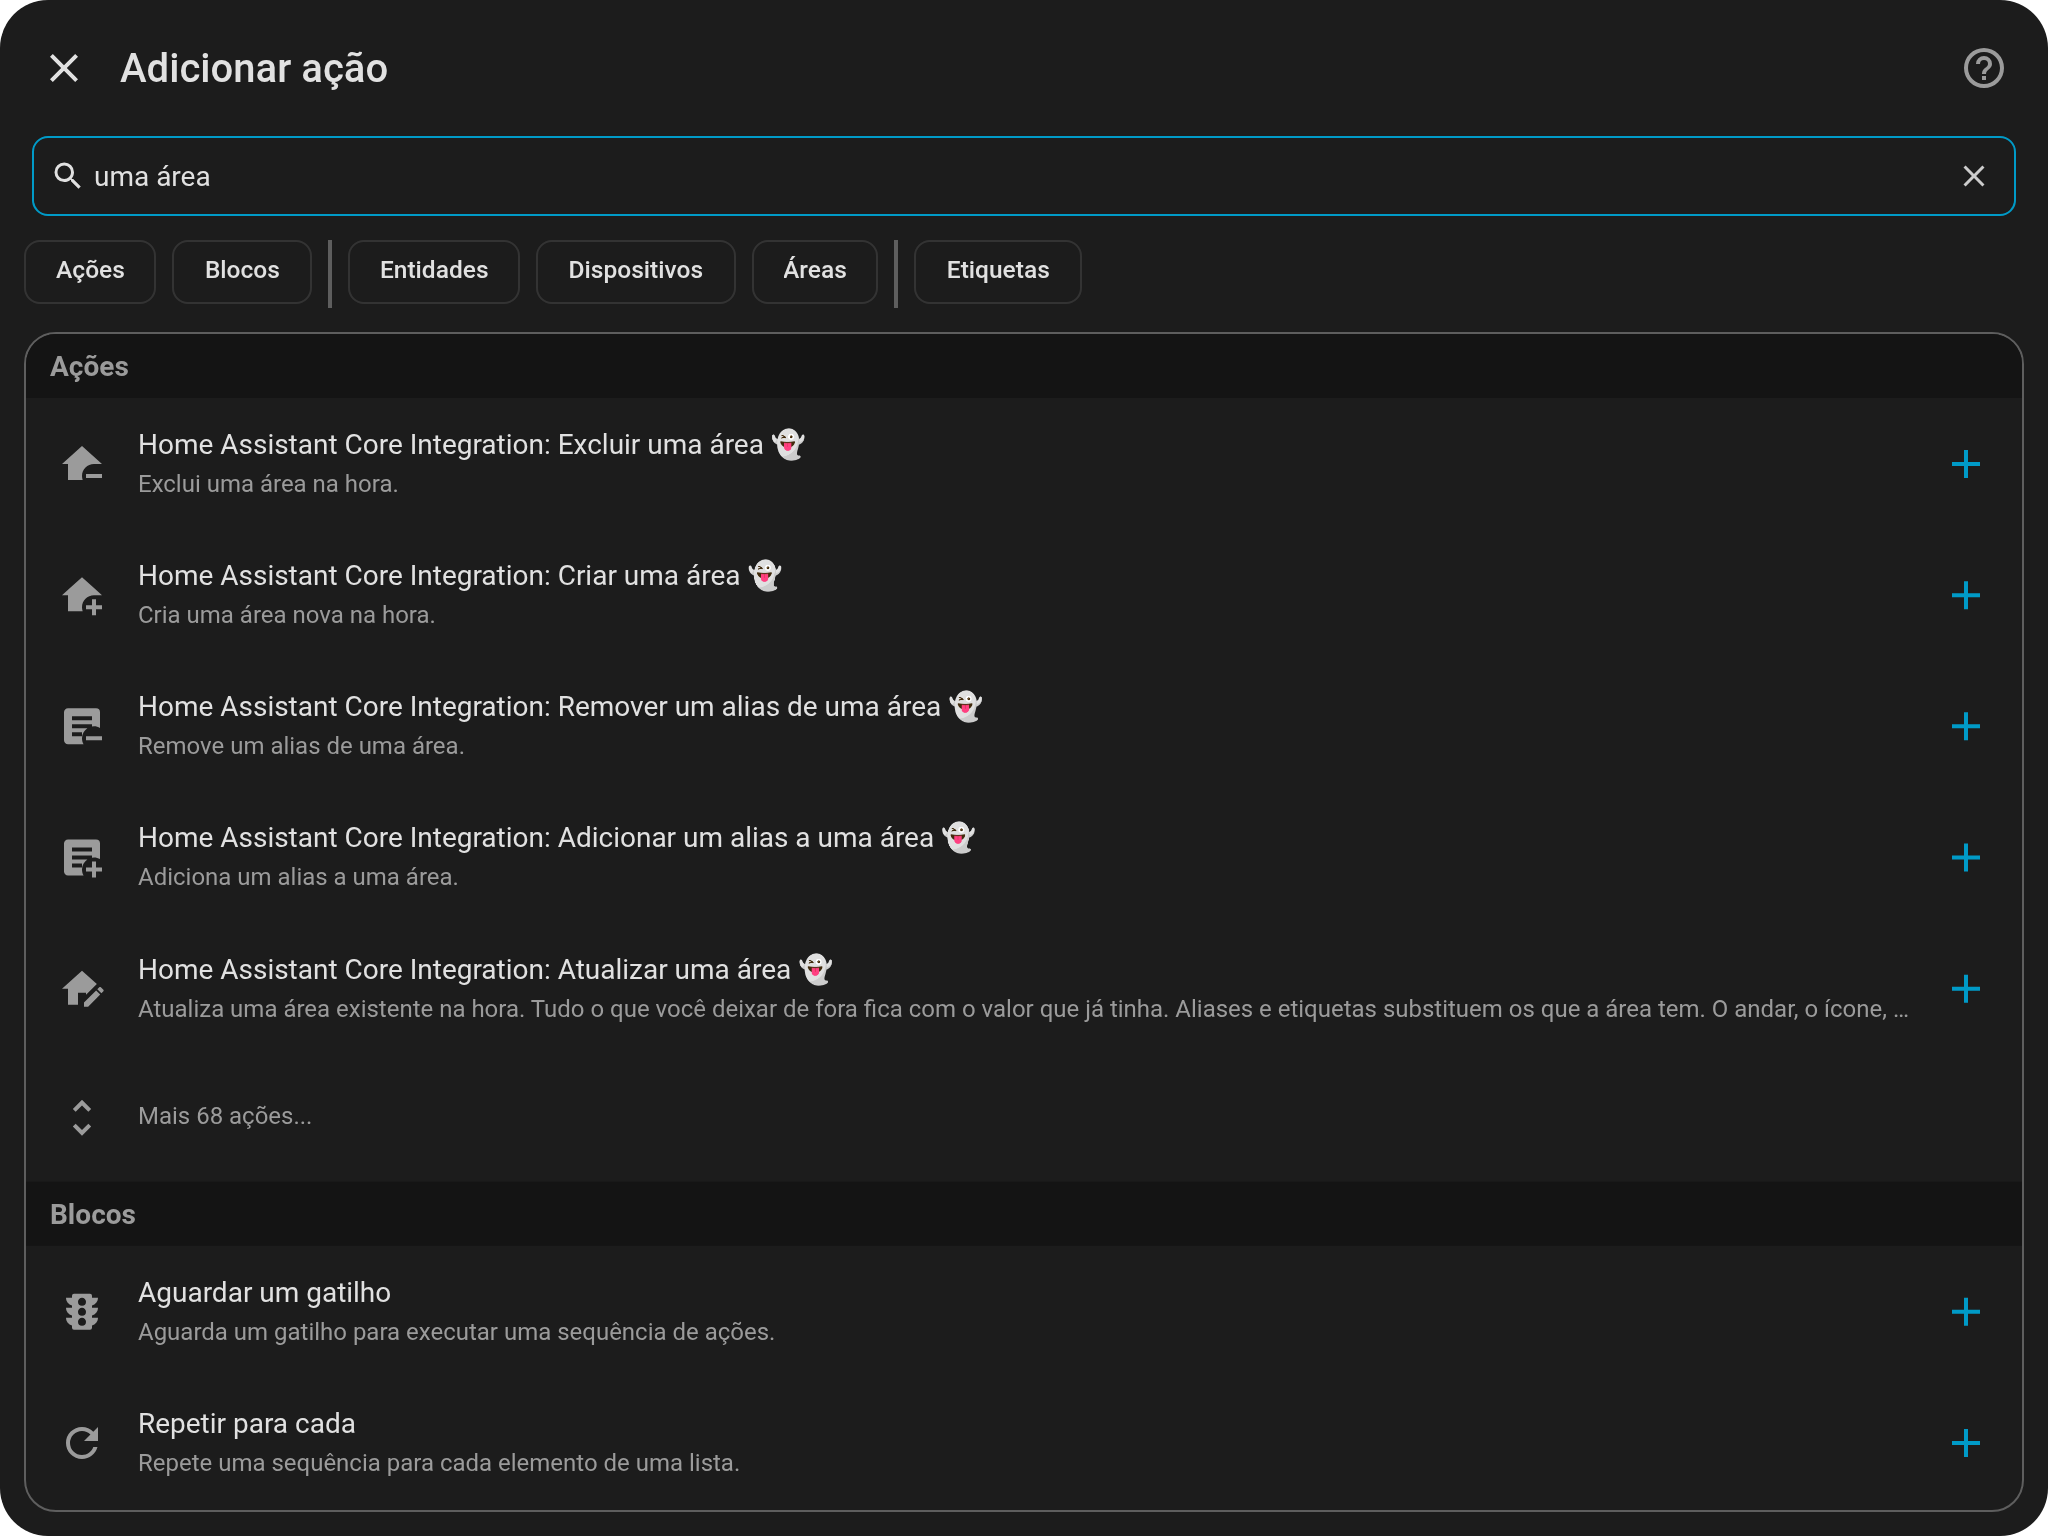 Adicionar ação
uma área
Ações
Blocos
Entidades
Dispositivos
Áreas
Etiquetas
Ações
Home Assistant Core Integration: Excluir uma área 👻
Exclui uma área na hora.
Home Assistant Core Integration: Criar uma área 👻
Cria uma área nova na hora.
Home Assistant Core Integration: Remover um alias de uma área 👻
Remove um alias de uma área.
Home Assistant Core Integration: Adicionar um alias a uma área 👻
Adiciona um alias a uma área.
Home Assistant Core Integration: Atualizar uma área 👻
Atualiza uma área existente na hora. Tudo o que você deixar de fora fica com o valor que já tinha. Aliases e etiquetas substituem os que a área tem. O andar, o ícone, ...
Mais 68 ações...
Blocos
Aguardar um gatilho
Aguarda um gatilho para executar uma sequência de ações.
Repetir para cada
Repete uma sequência para cada elemento de uma lista.